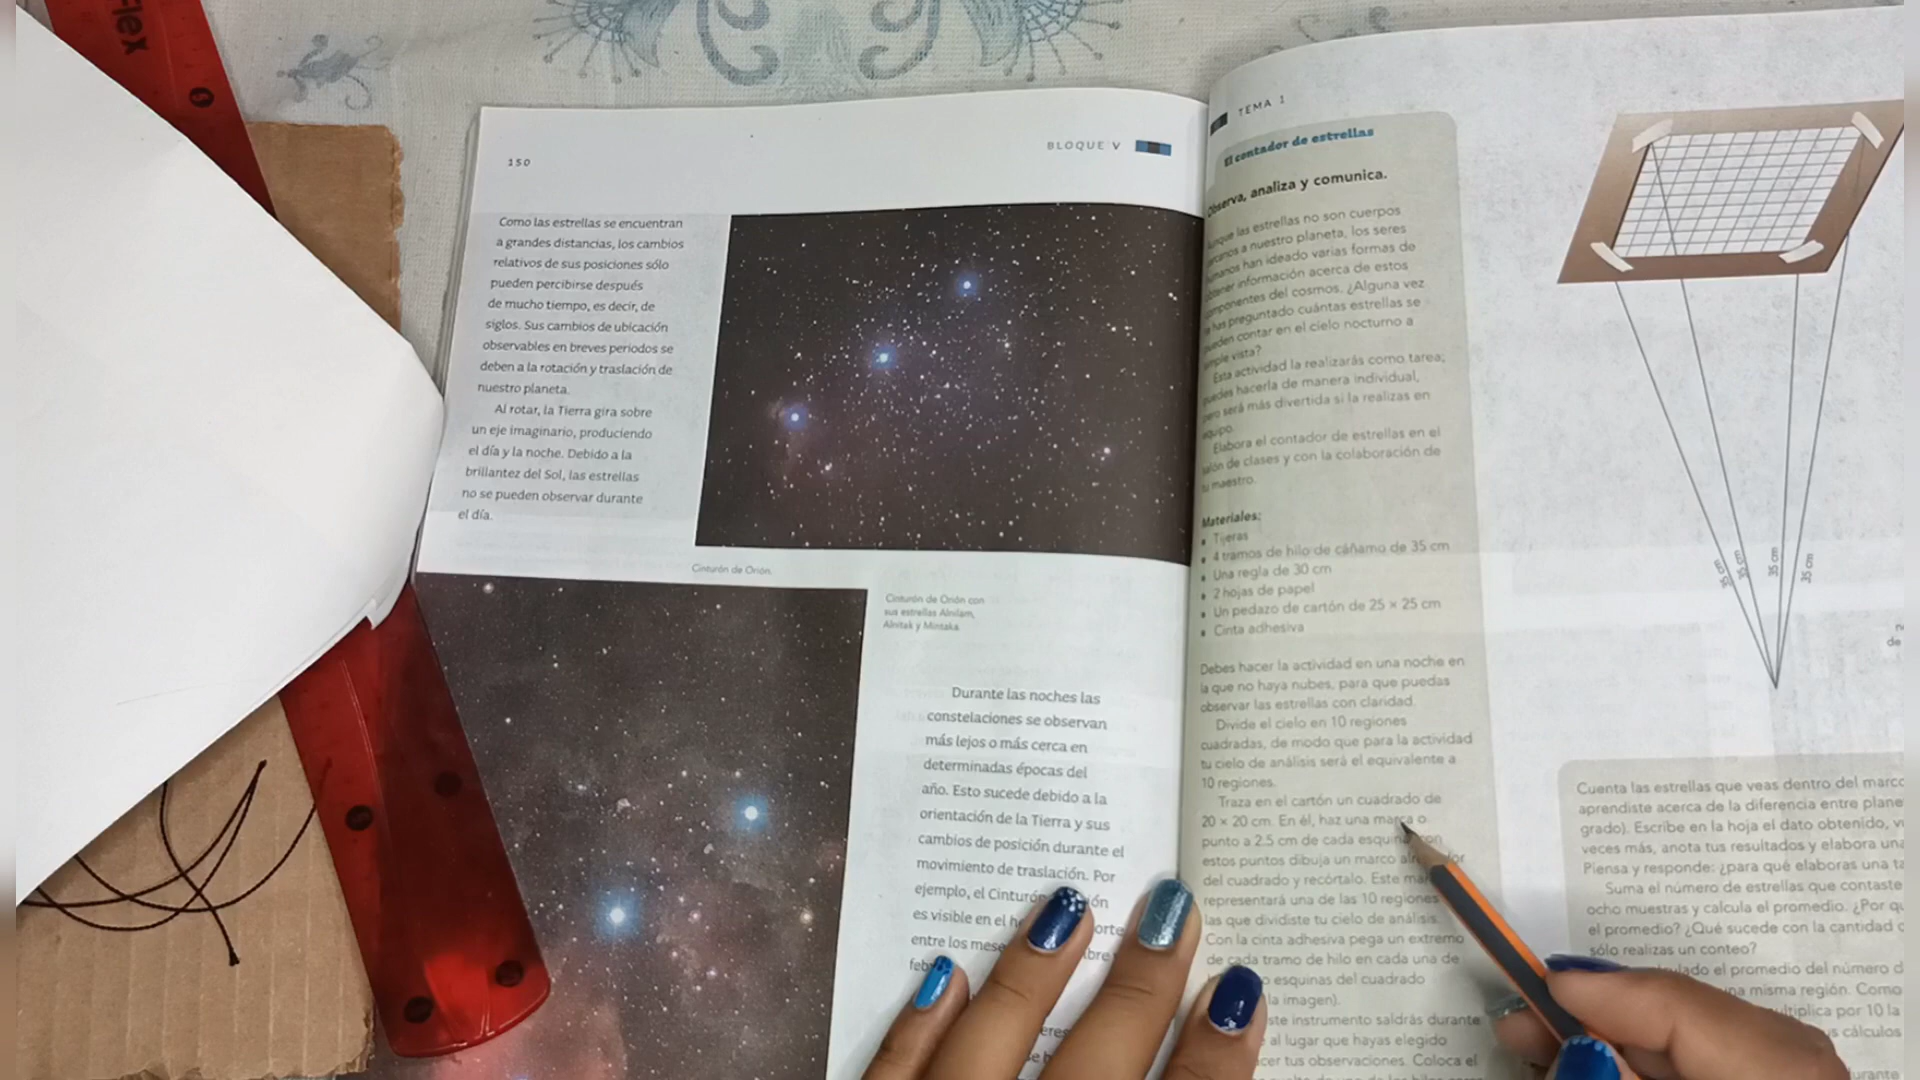 flex
150
BLOQUE V
Como las estrellas se encuentran
a grandes distancias, los cambios
relativos de sus posiciones sólo
pueden percibirse después
de mucho tiempo, es decir, de
siglos. Sus cambios de ubicación
observables en breves periodos se
deben a la rotación y traslación de
nuestro planeta.
Al rotar, la Tierra gira sobre
un eje imaginario, produciendo
el día y la noche. Debido a la
brillantez del Sol, las estrellas
no se pueden observar durante
el día.
Cinturón de Orión.
Cinturón de Orión con
sus estrellas Alnilam,
Alnitak y Mintaka.
Durante las noches las
constelaciones se observan
más lejos o más cerca en
determinadas épocas del
año. Esto sucede debido a la
orientación de la Tierra y sus
cambios de posición durante el
movimiento de traslación. Por
ejemplo, el Cinturón
es visible en el
entre los
TEMA 1
El contador de estrellas
Observa, analiza y comunica.
las estrellas no son cuerpos
a nuestro planeta, los seres
han ideado varias formas de
obtener información acerca de estos
componentes del cosmos. ¿Alguna vez
has preguntado cuántas estrellas se
pueden contar en el cielo nocturno a
simple vista?
Esta actividad la realizarás como tarea;
puedes hacerla de manera individual,
pero será más divertida si la realizas en
equipo.
Elabora el contador de estrellas en el
salón de clases y con la colaboración de
tu maestro.
Materiales:
• Tijeras
• 4 tramos de hilo de cáñamo de 35 cm
• Una regla de 30 cm
• 2 hojas de papel
• Un pedazo de cartón de 25 × 25 cm
• Cinta adhesiva
Debes hacer la actividad en una noche en
la que no haya nubes, para que puedas
observar las estrellas con claridad.
Divide el cielo en 10 regiones
cuadradas, de modo que para la actividad
tu cielo de análisis será el equivalente a
10 regiones.
Traza en el cartón un cuadrado de
20 × 20 cm. En él, haz una marca o
punto a 2.5 cm de cada
estos puntos dibuja un marco
del cuadrado y recórtalo. Este
representará una de las 10 regiones
las que dividiste tu cielo de análisis.
Con la cinta adhesiva pega un extremo
de cada tramo de hilo en cada una de
esquinas del cuadrado
la imagen).
instrumento saldrás durante
al lugar que hayas elegido
tus observaciones. Coloca el
35 cm
35 cm
35 cm
35 cm
de
Cuenta las estrellas que veas dentro del marco
aprendiste acerca de la diferencia entre
grado). Escribe en la hoja el dato obtenido,
veces más, anota tus resultados y elabora una
Piensa y responde: ¿para qué elaboras una
Suma el número de estrellas que contaste
ocho muestras y calcula el promedio. ¿Por
el promedio? ¿Qué sucede con la cantidad
sólo realizas un conteo?
el promedio del número
misma región. Como
por 10 la
cálculos